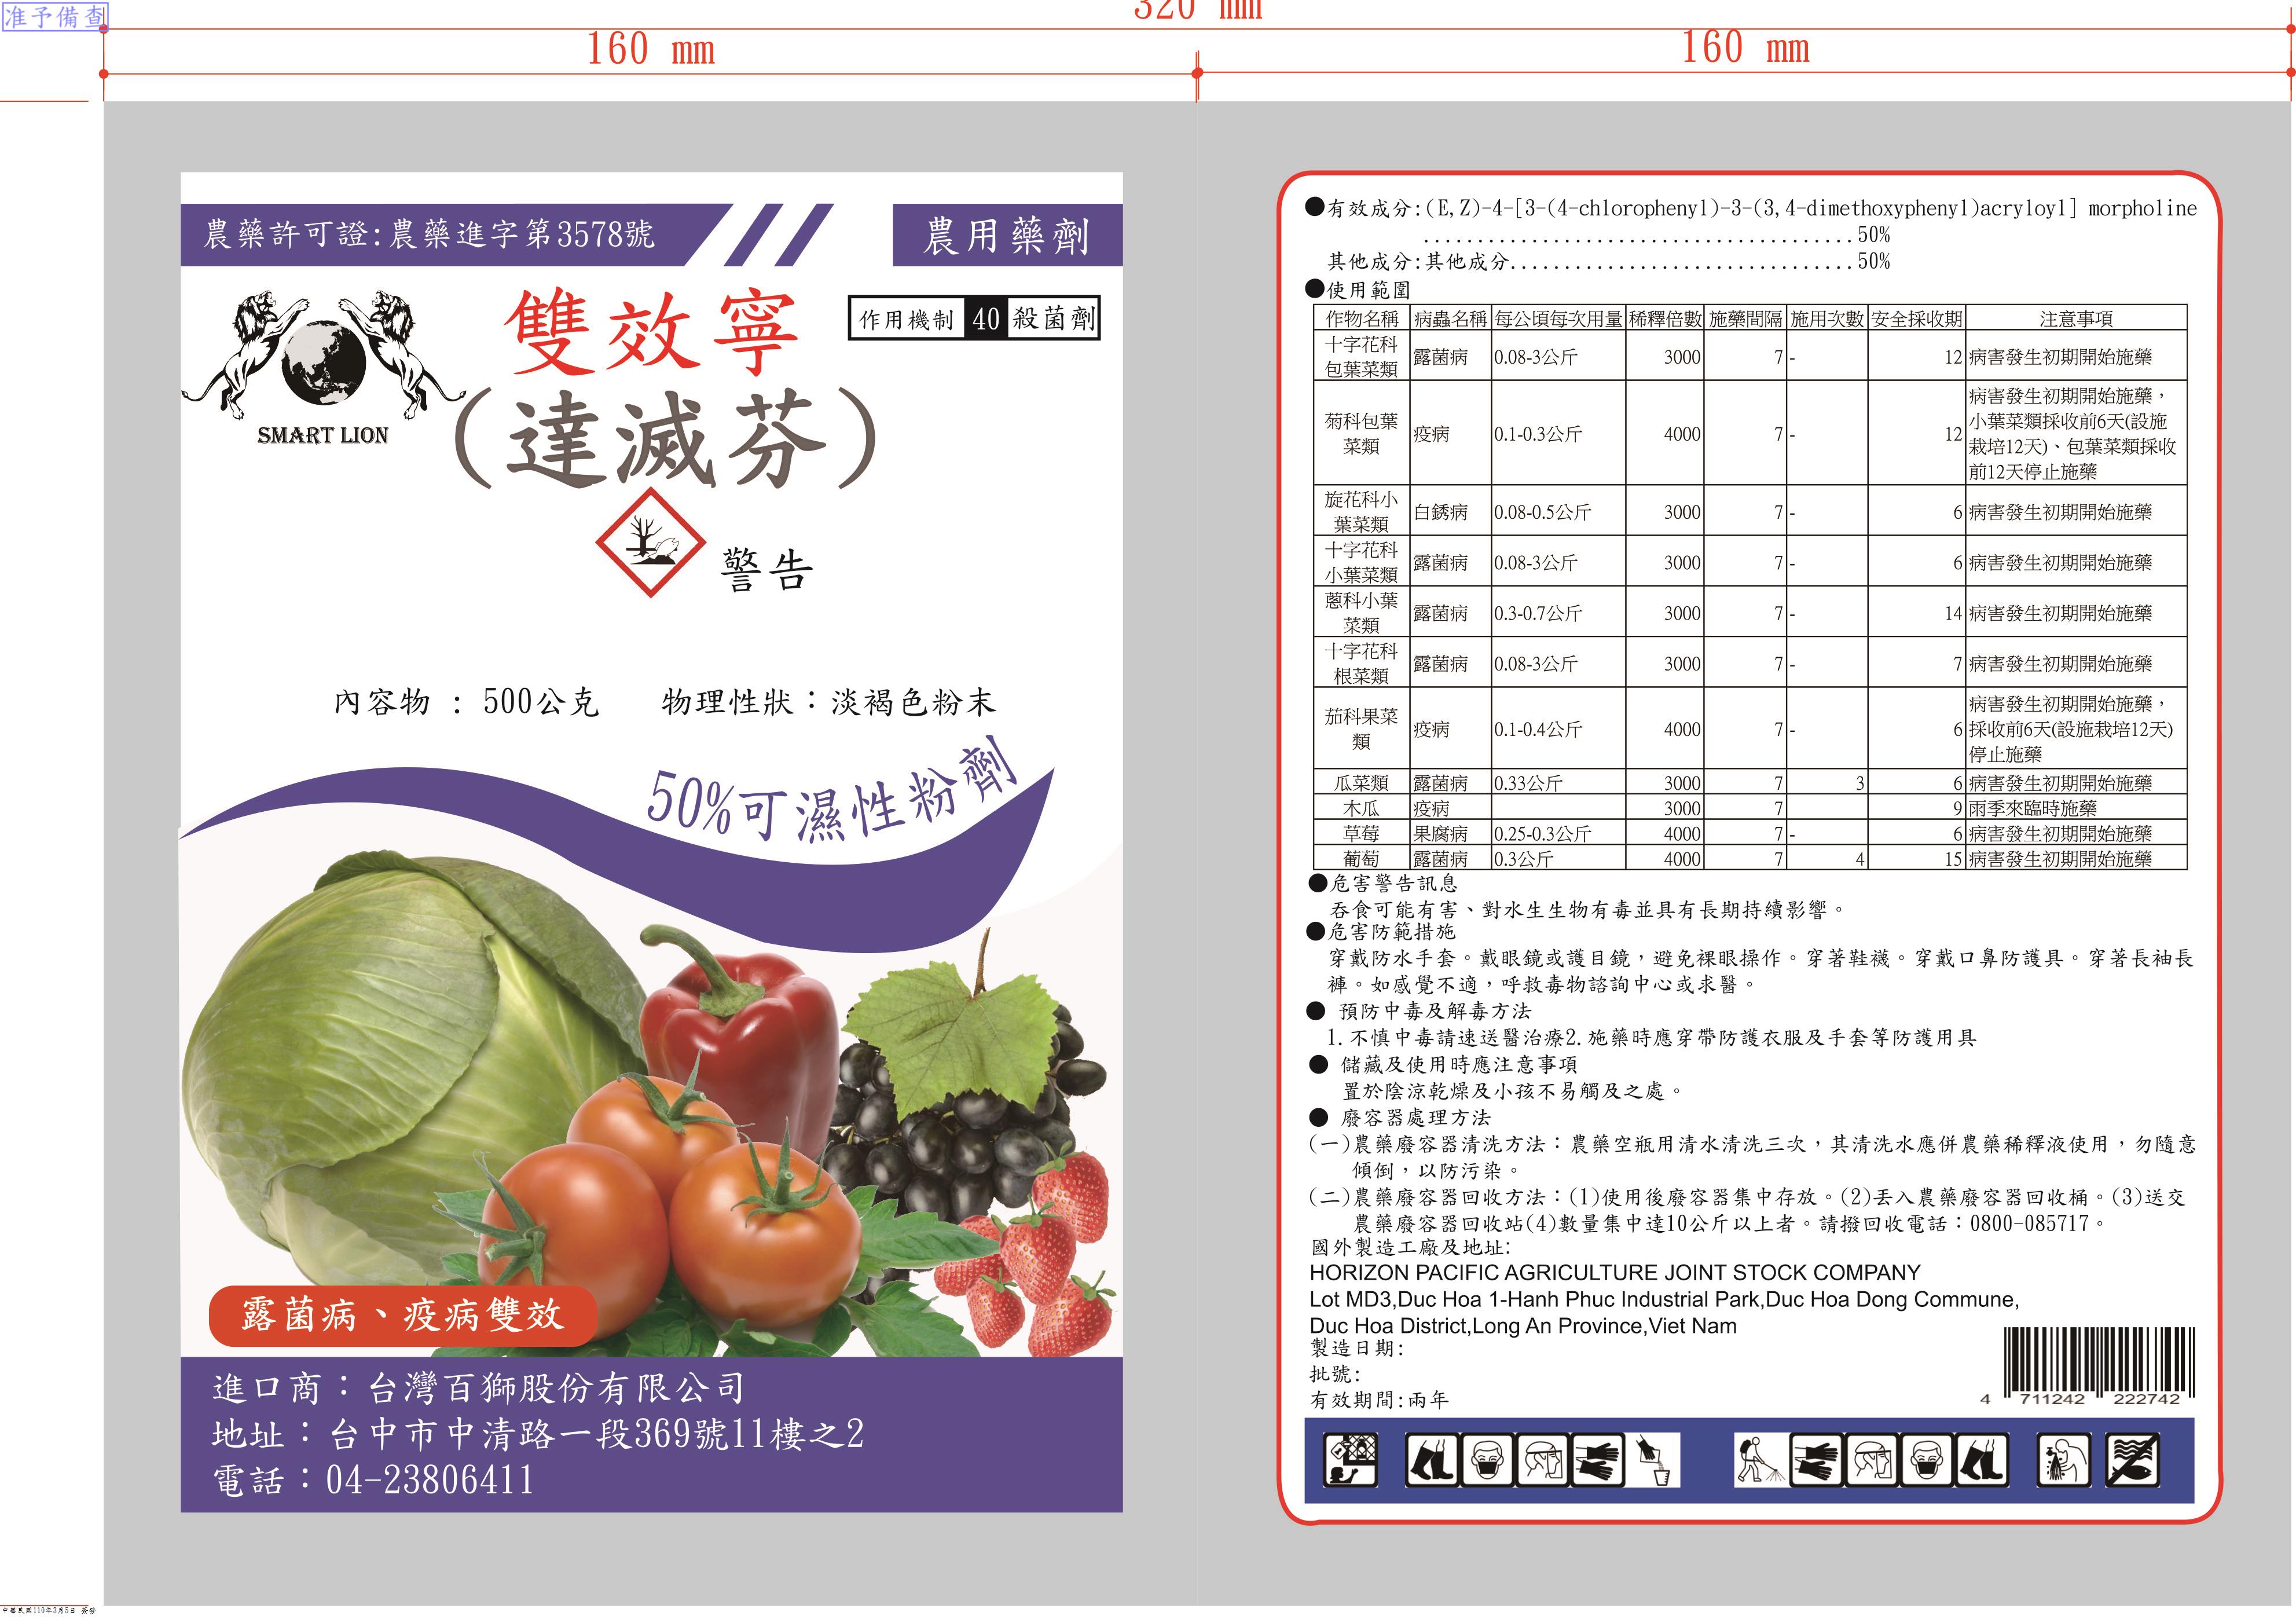 准予備查
320 mm
160 mm
160 mm
農藥許可證:農藥進字第3578號
農用藥劑
雙效寧
作用機制 40 殺菌劑
SMART LION
(達滅芬)
警告
內容物 : 500公克 物理性狀：淡褐色粉末
50%可濕性粉劑
露菌病、疫病雙效
進口商：台灣百獅股份有限公司
地址：台中市中清路一段369號11樓之2
電話：04-23806411
●有效成分:(E,Z)-4-[3-(4-chlorophenyl)-3-(3,4-dimethoxyphenyl)acryloyl] morpholine
........................................50%
其他成分:其他成分................................50%
●使用範圍
作物名稱 病蟲名稱 每公頃每次用量 稀釋倍數 施藥間隔 施用次數 安全採收期 注意事項
十字花科
包葉菜類 露菌病 0.08-3公斤 3000 7 - 12 病害發生初期開始施藥
菊科包葉
菜類 疫病 0.1-0.3公斤 4000 7 - 12 病害發生初期開始施藥，
小葉菜類採收前6天(設施
栽培12天)、包葉菜類採收
前12天停止施藥
旋花科小
葉菜類 白銹病 0.08-0.5公斤 3000 7 - 6 病害發生初期開始施藥
十字花科
小葉菜類 露菌病 0.08-3公斤 3000 7 - 6 病害發生初期開始施藥
蔥科小葉
菜類 露菌病 0.3-0.7公斤 3000 7 - 14 病害發生初期開始施藥
十字花科
根菜類 露菌病 0.08-3公斤 3000 7 - 7 病害發生初期開始施藥
茄科果菜
類 疫病 0.1-0.4公斤 4000 7 - 6 病害發生初期開始施藥，
採收前6天(設施栽培12天)
停止施藥
瓜菜類 露菌病 0.33公斤 3000 7 3 6 病害發生初期開始施藥
木瓜 疫病 3000 7 9 雨季來臨時施藥
草莓 果腐病 0.25-0.3公斤 4000 7 - 6 病害發生初期開始施藥
葡萄 露菌病 0.3公斤 4000 7 4 15 病害發生初期開始施藥
●危害警告訊息
吞食可能有害、對水生生物有毒並具有長期持續影響。
●危害防範措施
穿戴防水手套。戴眼鏡或護目鏡，避免裸眼操作。穿著鞋襪。穿戴口鼻防護具。穿著長袖長
褲。如感覺不適，呼救毒物諮詢中心或求醫。
● 預防中毒及解毒方法
1.不慎中毒請速送醫治療2.施藥時應穿帶防護衣服及手套等防護用具
● 儲藏及使用時應注意事項
置於陰涼乾燥及小孩不易觸及之處。
● 廢容器處理方法
(一)農藥廢容器清洗方法：農藥空瓶用清水清洗三次，其清洗水應併農藥稀釋液使用，勿隨意
傾倒，以防污染。
(二)農藥廢容器回收方法：(1)使用後廢容器集中存放。(2)丟入農藥廢容器回收桶。(3)送交
農藥廢容器回收站(4)數量集中達10公斤以上者。請撥回收電話：0800-085717。
國外製造工廠及地址:
HORIZON PACIFIC AGRICULTURE JOINT STOCK COMPANY
Lot MD3,Duc Hoa 1-Hanh Phuc Industrial Park,Duc Hoa Dong Commune,
Duc Hoa District,Long An Province,Viet Nam
製造日期:
批號:
有效期間:兩年
4 711242 222742
中華民國110年3月5日 簽發